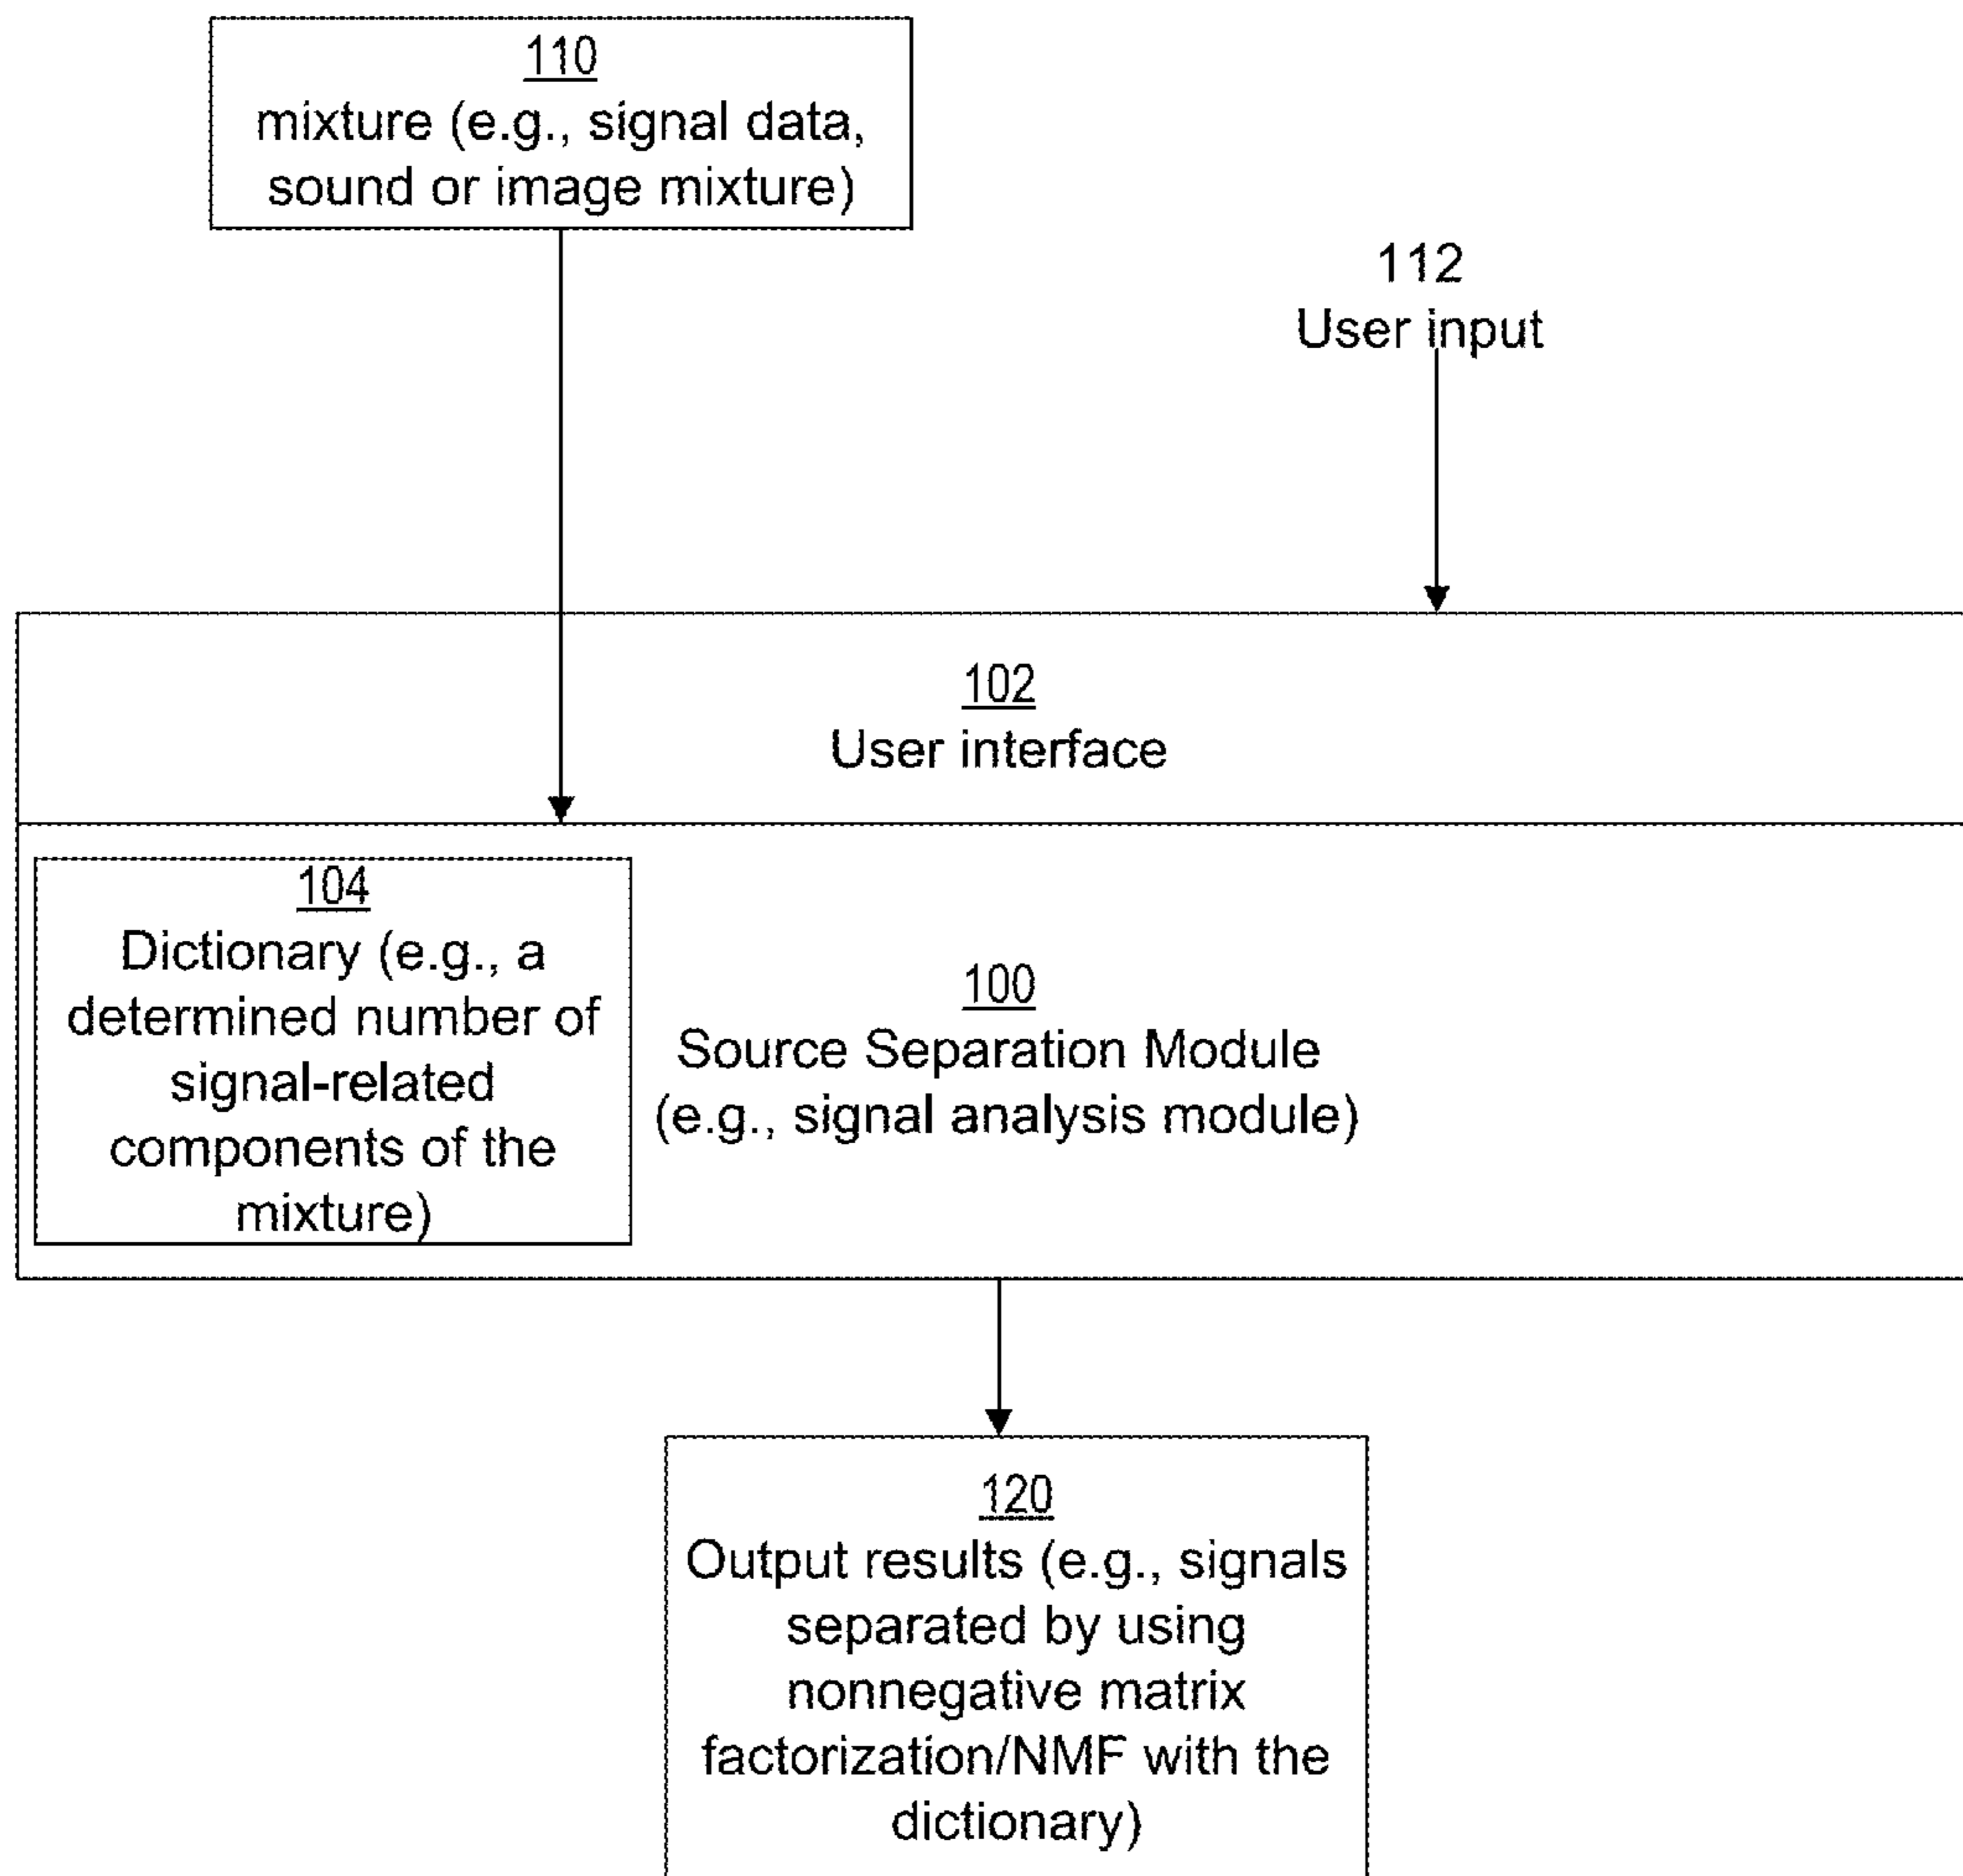 110
mixture (e.g., signal data,
sound or image mixture)
112
User input
102
User interface
104
Dictionary (e.g., a
determined number of
signal-related
components of the
mixture)
100
Source Separation Module
(e.g., signal analysis module)
120
Output results (e.g., signals
separated by using
nonnegative matrix
factorization/NMF with the
dictionary)